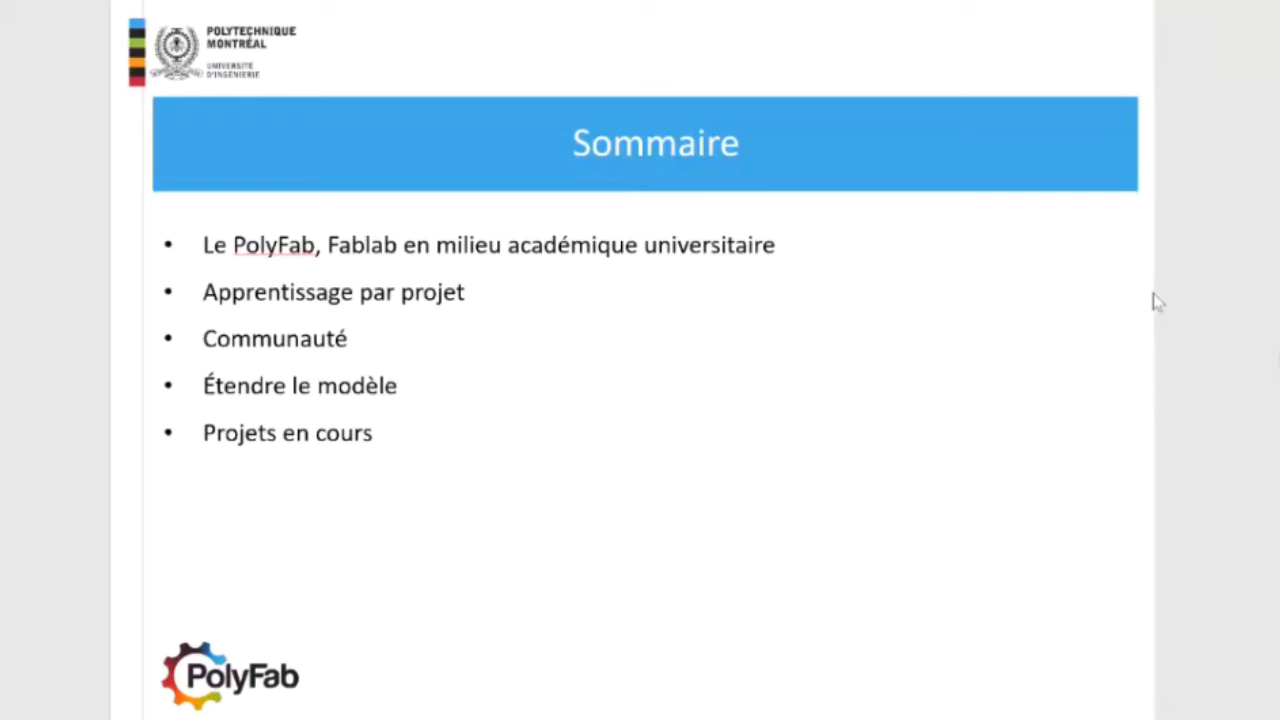 POLYTECHNIQUE
MONTRÉAL
UNIVERSITÉ
D'INGÉNIERIE
Sommaire
• Le PolyFab, Fablab en milieu académique universitaire
• Apprentissage par projet
• Communauté
• Étendre le modèle
• Projets en cours
PolyFab